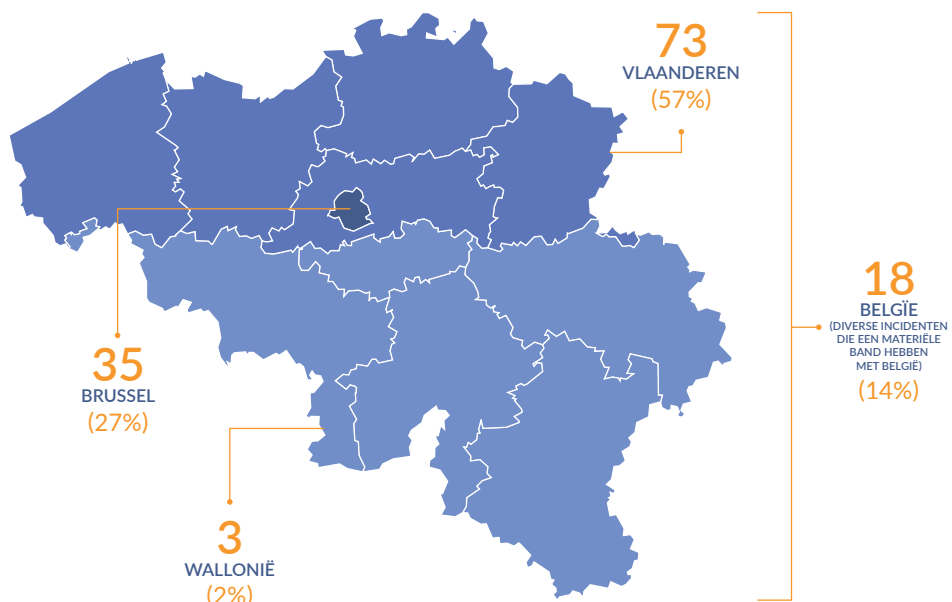 73
VLAANDEREN
(57%)
18
BELGÏE
(DIVERSE INCIDENTEN
DIE EEN MATERIËLE
BAND HEBBEN
MET BELGIË)
(14%)
35
BRUSSEL
(27%)
3
WALLONIË
(2%)